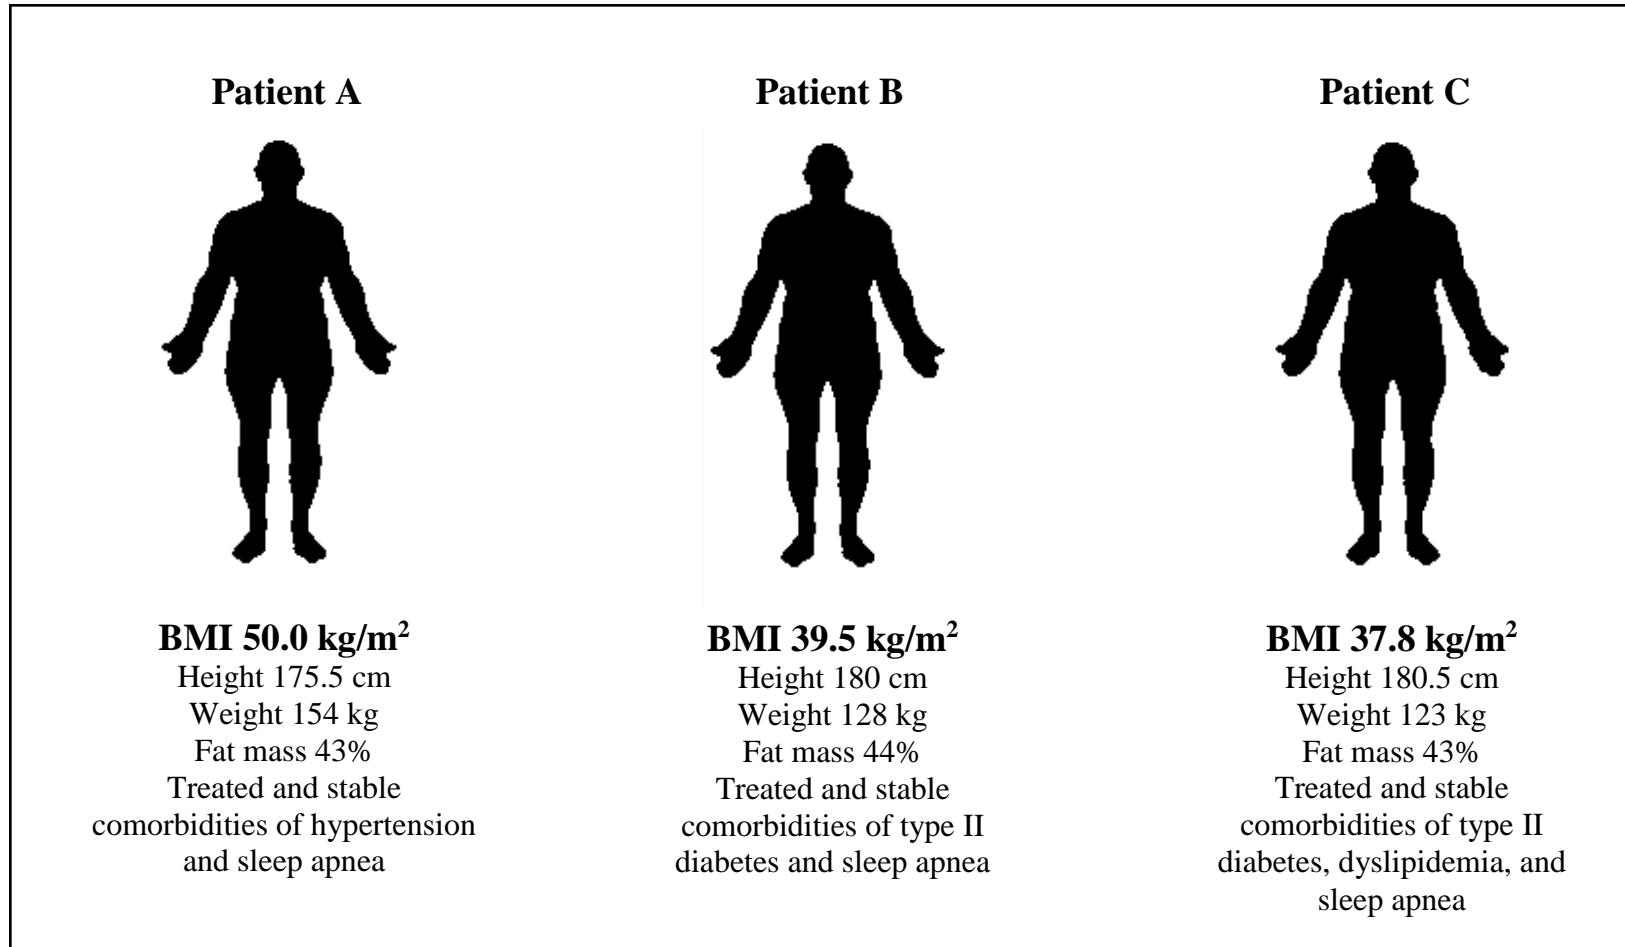 Patient A
BMI 50.0 kg/m²
Height 175.5 cm
Weight 154 kg
Fat mass 43%
Treated and stable
comorbidities of hypertension
and sleep apnea
Patient B
BMI 39.5 kg/m²
Height 180 cm
Weight 128 kg
Fat mass 44%
Treated and stable
comorbidities of type II
diabetes and sleep apnea
Patient C
BMI 37.8 kg/m²
Height 180.5 cm
Weight 123 kg
Fat mass 43%
Treated and stable
comorbidities of type II
diabetes, dyslipidemia, and
sleep apnea